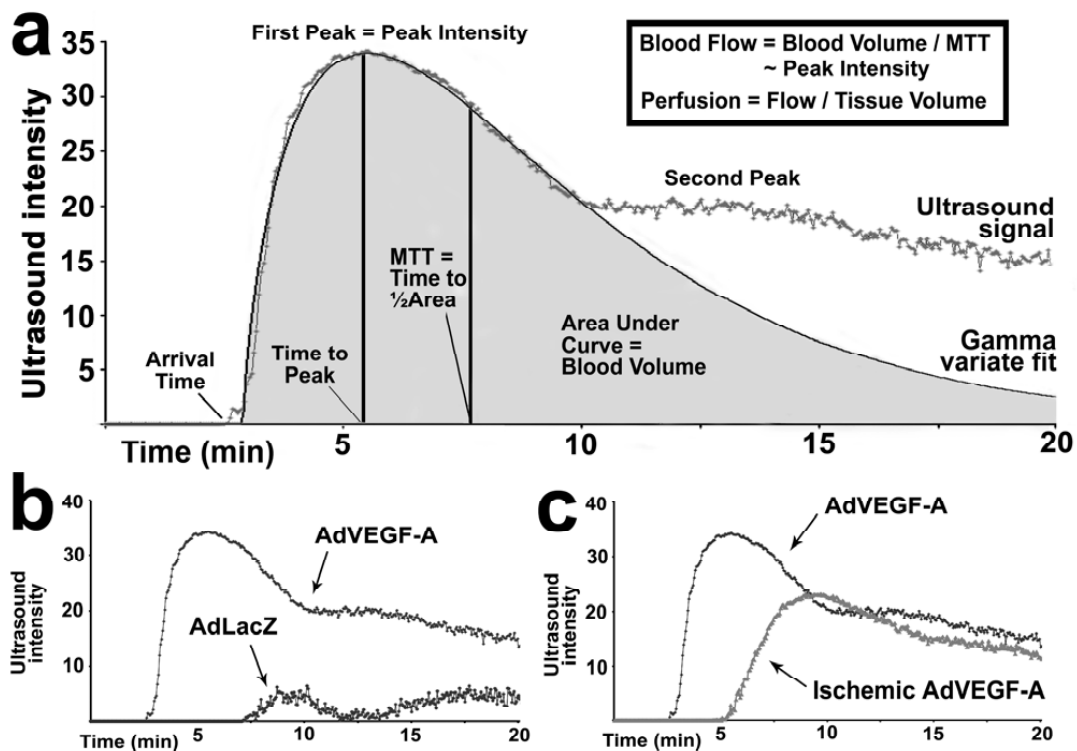 a
First Peak = Peak Intensity
Blood Flow = Blood Volume / MTT
~ Peak Intensity
Perfusion = Flow / Tissue Volume
Ultrasound intensity
35
30
25
20
15
10
5
Second Peak
Ultrasound
signal
MTT =
Time to
½Area
Arrival
Time
Time to
Peak
Area Under
Curve =
Blood Volume
Gamma
variate fit
Time (min)
5
10
15
20
b
40
30
20
10
Ultrasound
intensity
AdVEGF-A
AdLacZ
Time (min)
5
10
15
20
c
40
30
20
10
Ultrasound
intensity
AdVEGF-A
Ischemic AdVEGF-A
Time (min)
5
10
15
20